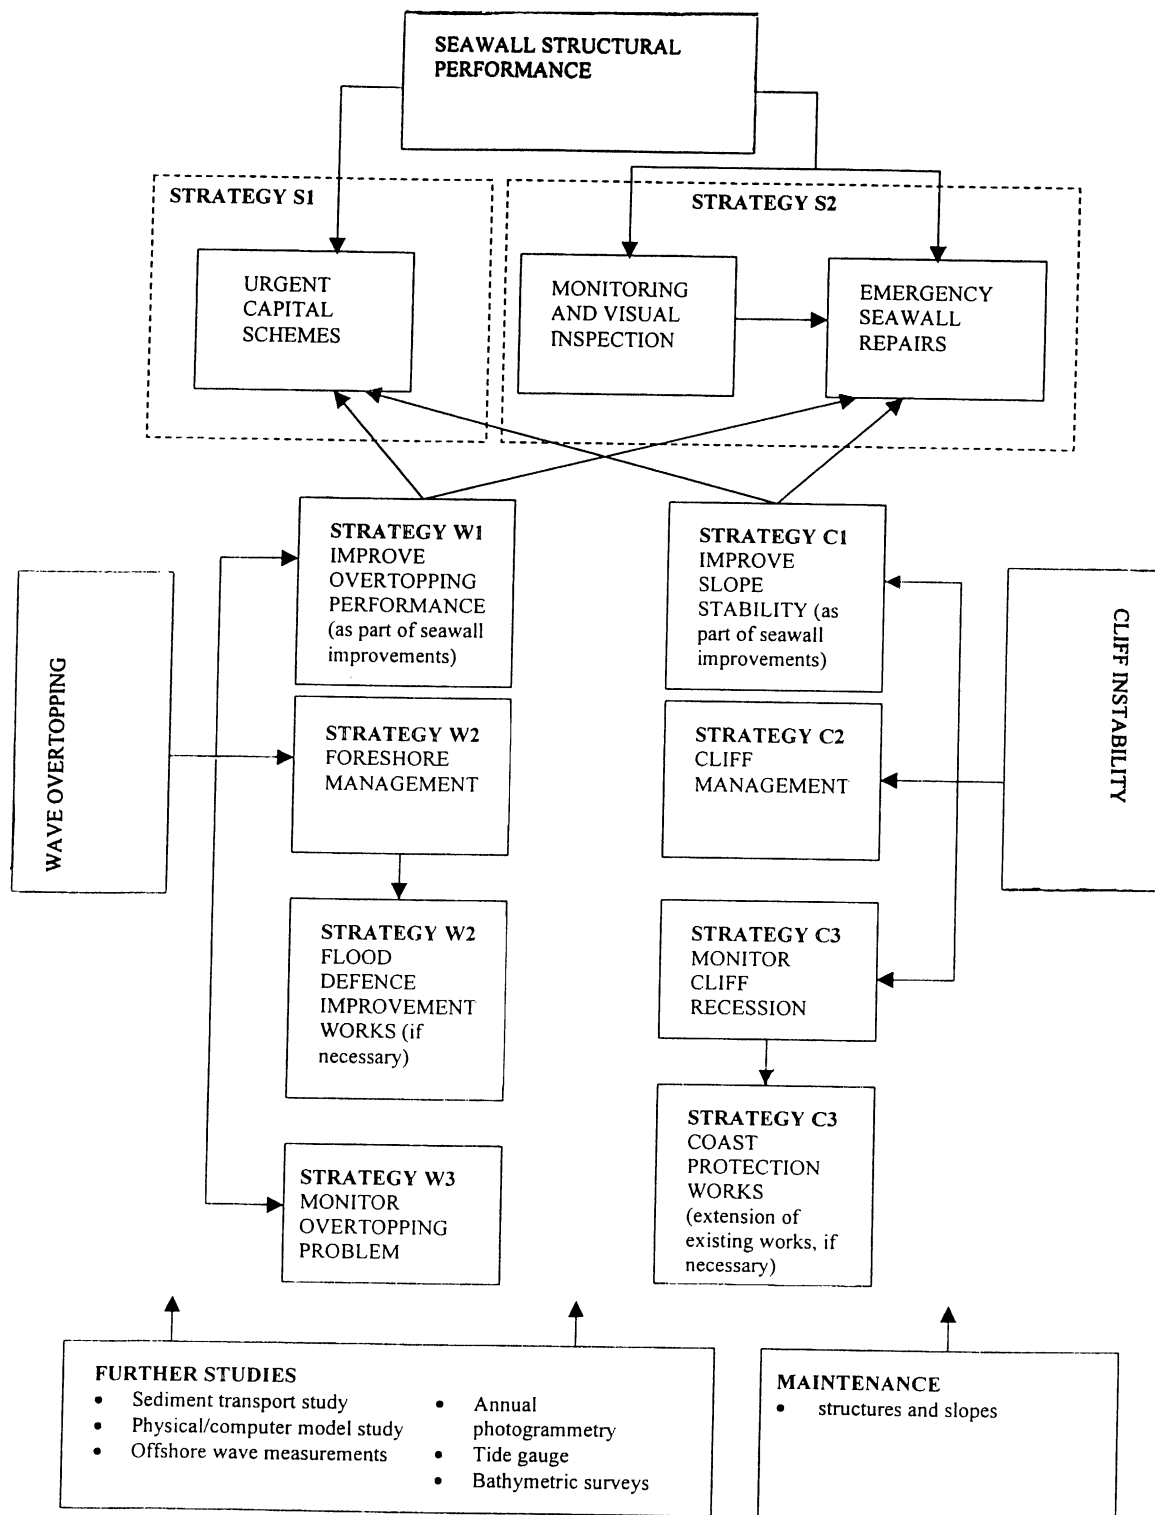 SEAWALL STRUCTURAL
PERFORMANCE
STRATEGY S1
STRATEGY S2
URGENT
CAPITAL
SCHEMES
MONITORING
AND VISUAL
INSPECTION
EMERGENCY
SEAWALL
REPAIRS
STRATEGY W1
IMPROVE
OVERTOPPING
PERFORMANCE
(as part of seawall
improvements)
STRATEGY C1
IMPROVE
SLOPE
STABILITY (as
part of seawall
improvements)
WAVE OVERTOPPING
CLIFF INSTABILITY
STRATEGY W2
FORESHORE
MANAGEMENT
STRATEGY C2
CLIFF
MANAGEMENT
STRATEGY W2
FLOOD
DEFENCE
IMPROVEMENT
WORKS (if
necessary)
STRATEGY C3
MONITOR
CLIFF
RECESSION
STRATEGY W3
MONITOR
OVERTOPPING
PROBLEM
STRATEGY C3
COAST
PROTECTION
WORKS
(extension of
existing works, if
necessary)
FURTHER STUDIES
• Sediment transport study
• Physical/computer model study
• Offshore wave measurements
• Annual
photogrammetry
• Tide gauge
• Bathymetric surveys
MAINTENANCE
• structures and slopes